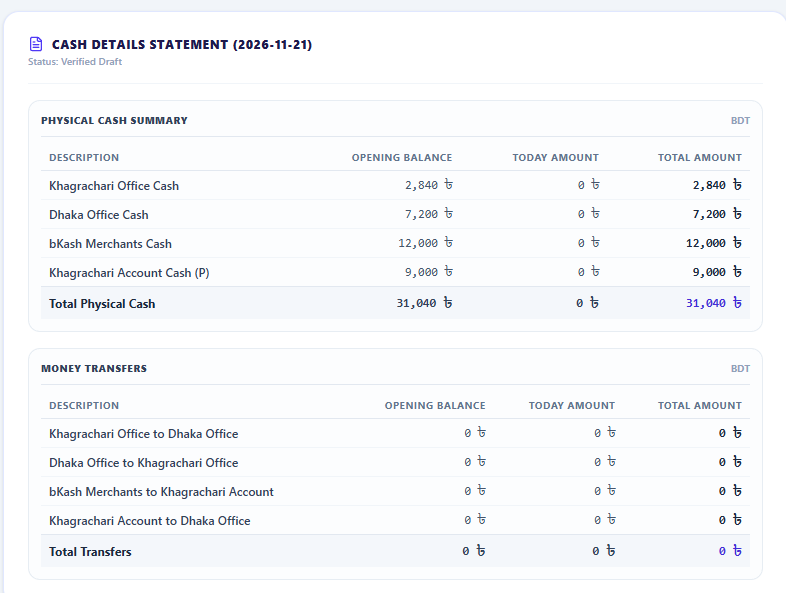 CASH DETAILS STATEMENT (2026-11-21)
Status: Verified Draft
PHYSICAL CASH SUMMARY BDT
DESCRIPTION OPENING BALANCE TODAY AMOUNT TOTAL AMOUNT
Khagrachari Office Cash 2,840 ৳ 0 ৳ 2,840 ৳
Dhaka Office Cash 7,200 ৳ 0 ৳ 7,200 ৳
bKash Merchants Cash 12,000 ৳ 0 ৳ 12,000 ৳
Khagrachari Account Cash (P) 9,000 ৳ 0 ৳ 9,000 ৳
Total Physical Cash 31,040 ৳ 0 ৳ 31,040 ৳
MONEY TRANSFERS BDT
DESCRIPTION OPENING BALANCE TODAY AMOUNT TOTAL AMOUNT
Khagrachari Office to Dhaka Office 0 ৳ 0 ৳ 0 ৳
Dhaka Office to Khagrachari Office 0 ৳ 0 ৳ 0 ৳
bKash Merchants to Khagrachari Account 0 ৳ 0 ৳ 0 ৳
Khagrachari Account to Dhaka Office 0 ৳ 0 ৳ 0 ৳
Total Transfers 0 ৳ 0 ৳ 0 ৳